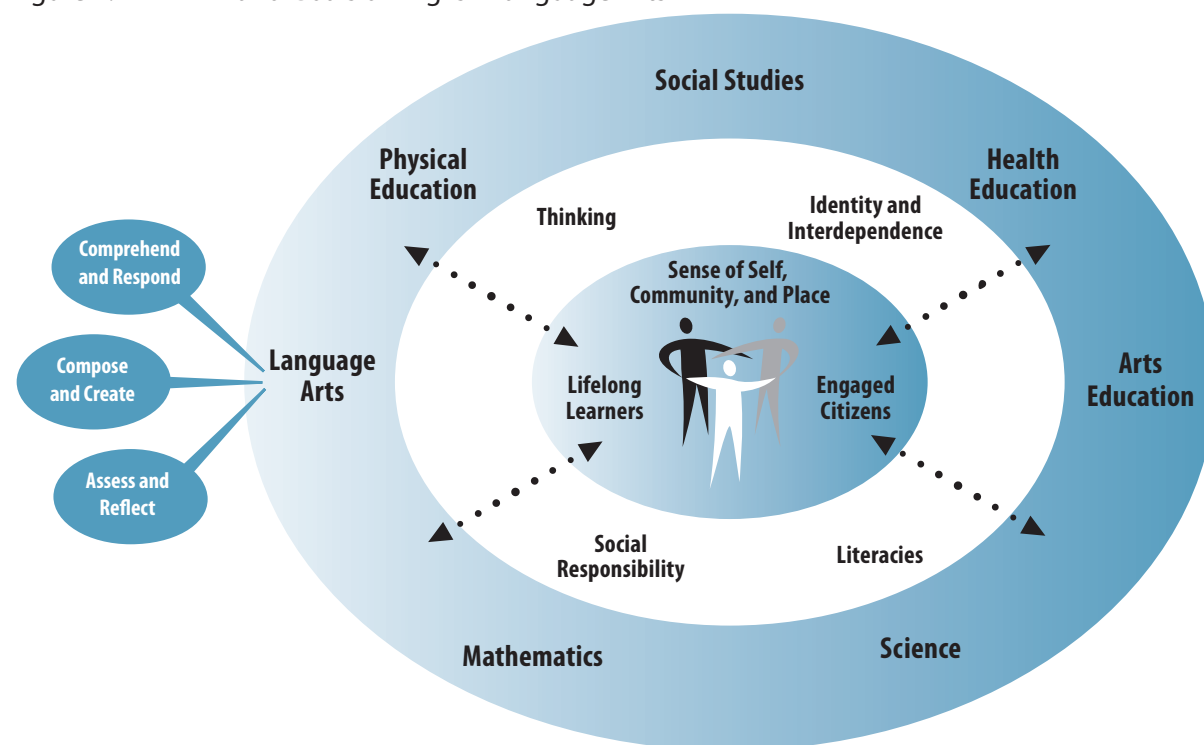 Social Studies
Physical
Education
Health
Education
Thinking
Identity and
Interdependence
Comprehend
and Respond
Sense of Self,
Community, and Place
Compose
and Create
Language
Arts
Lifelong
Learners
Engaged
Citizens
Arts
Education
Assess and
Reflect
Social
Responsibility
Literacies
Mathematics
Science